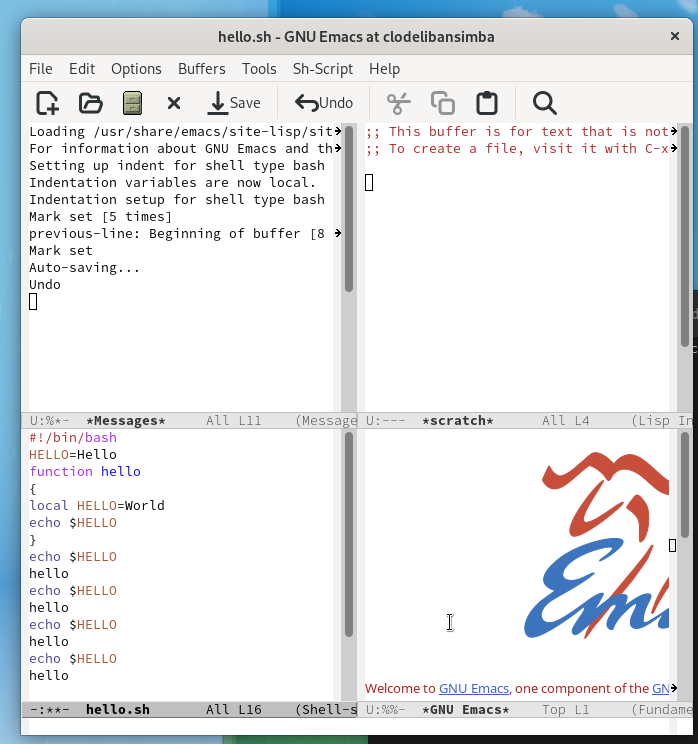 hello.sh - GNU Emacs at clodelibansimba
File Edit Options Buffers Tools Sh-Script Help
Save Undo
Loading /usr/share/emacs/site-lisp/sit
For information about GNU Emacs and th
Setting up indent for shell type bash
Indentation variables are now local.
Indentation setup for shell type bash
Mark set [5 times]
previous-line: Beginning of buffer [8
Mark set
Auto-saving...
Undo
U:%*-  *Messages*     All L11    (Message
;; This buffer is for text that is not
;; To create a file, visit it with C-x
U:---  *scratch*      All L4     (Lisp In
#!/bin/bash
HELLO=Hello
function hello
{
local HELLO=World
echo $HELLO
}
echo $HELLO
hello
echo $HELLO
hello
echo $HELLO
hello
echo $HELLO
hello
-:**-  hello.sh       All L16    (Shell-s
Welcome to GNU Emacs, one component of the GN
U:%%-  *GNU Emacs*    Top L1     (Fundame